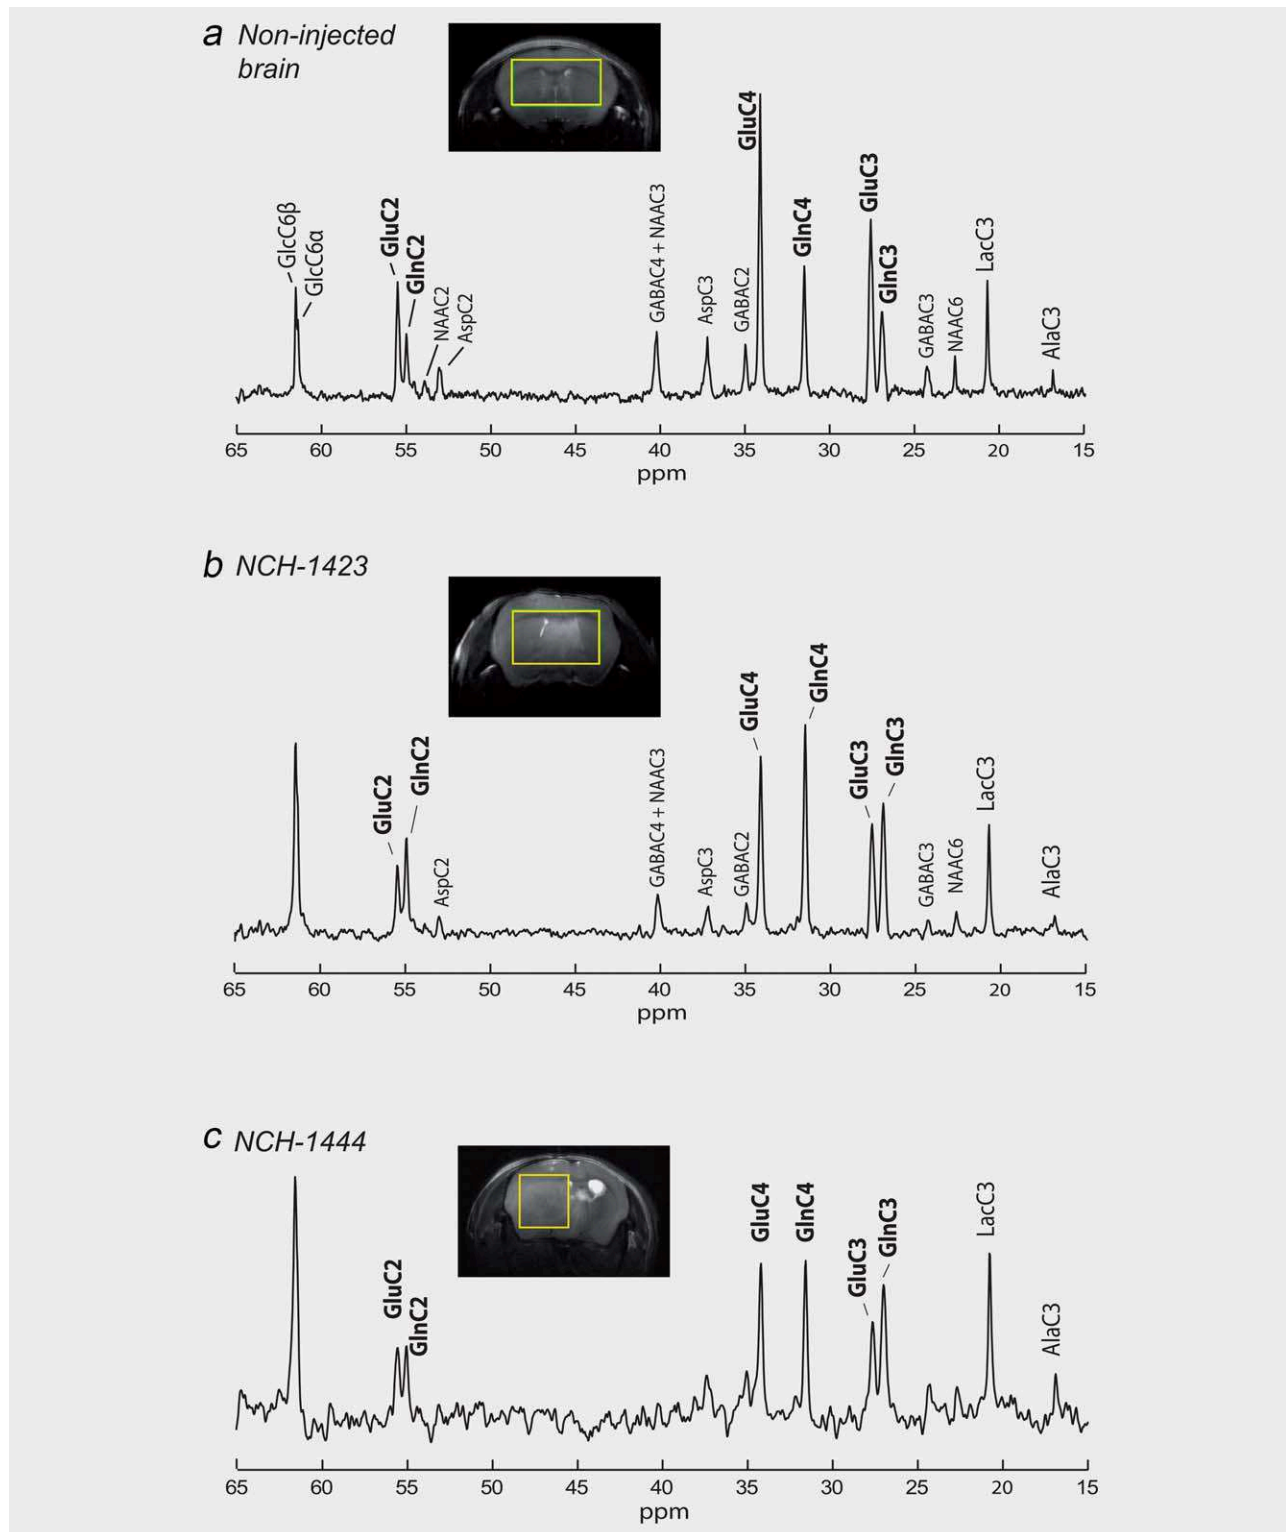 a Non-injected
brain
GlcC6β
GlcC6α
GluC2
GlnC2
NAAC2
AspC2
GABAC4 + NAAC3
AspC3
GABAC2
GluC4
GlnC4
GluC3
GlnC3
GABAC3
NAAC6
LacC3
AlaC3
65 60 55 50 45 40 35 30 25 20 15
ppm
b NCH-1423
GluC2
GlnC2
AspC2
GABAC4 + NAAC3
AspC3
GABAC2
GluC4
GlnC4
GluC3
GlnC3
GABAC3
NAAC6
LacC3
AlaC3
65 60 55 50 45 40 35 30 25 20 15
ppm
c NCH-1444
GluC2
GlnC2
GluC4
GlnC4
GluC3
GlnC3
LacC3
AlaC3
65 60 55 50 45 40 35 30 25 20 15
ppm